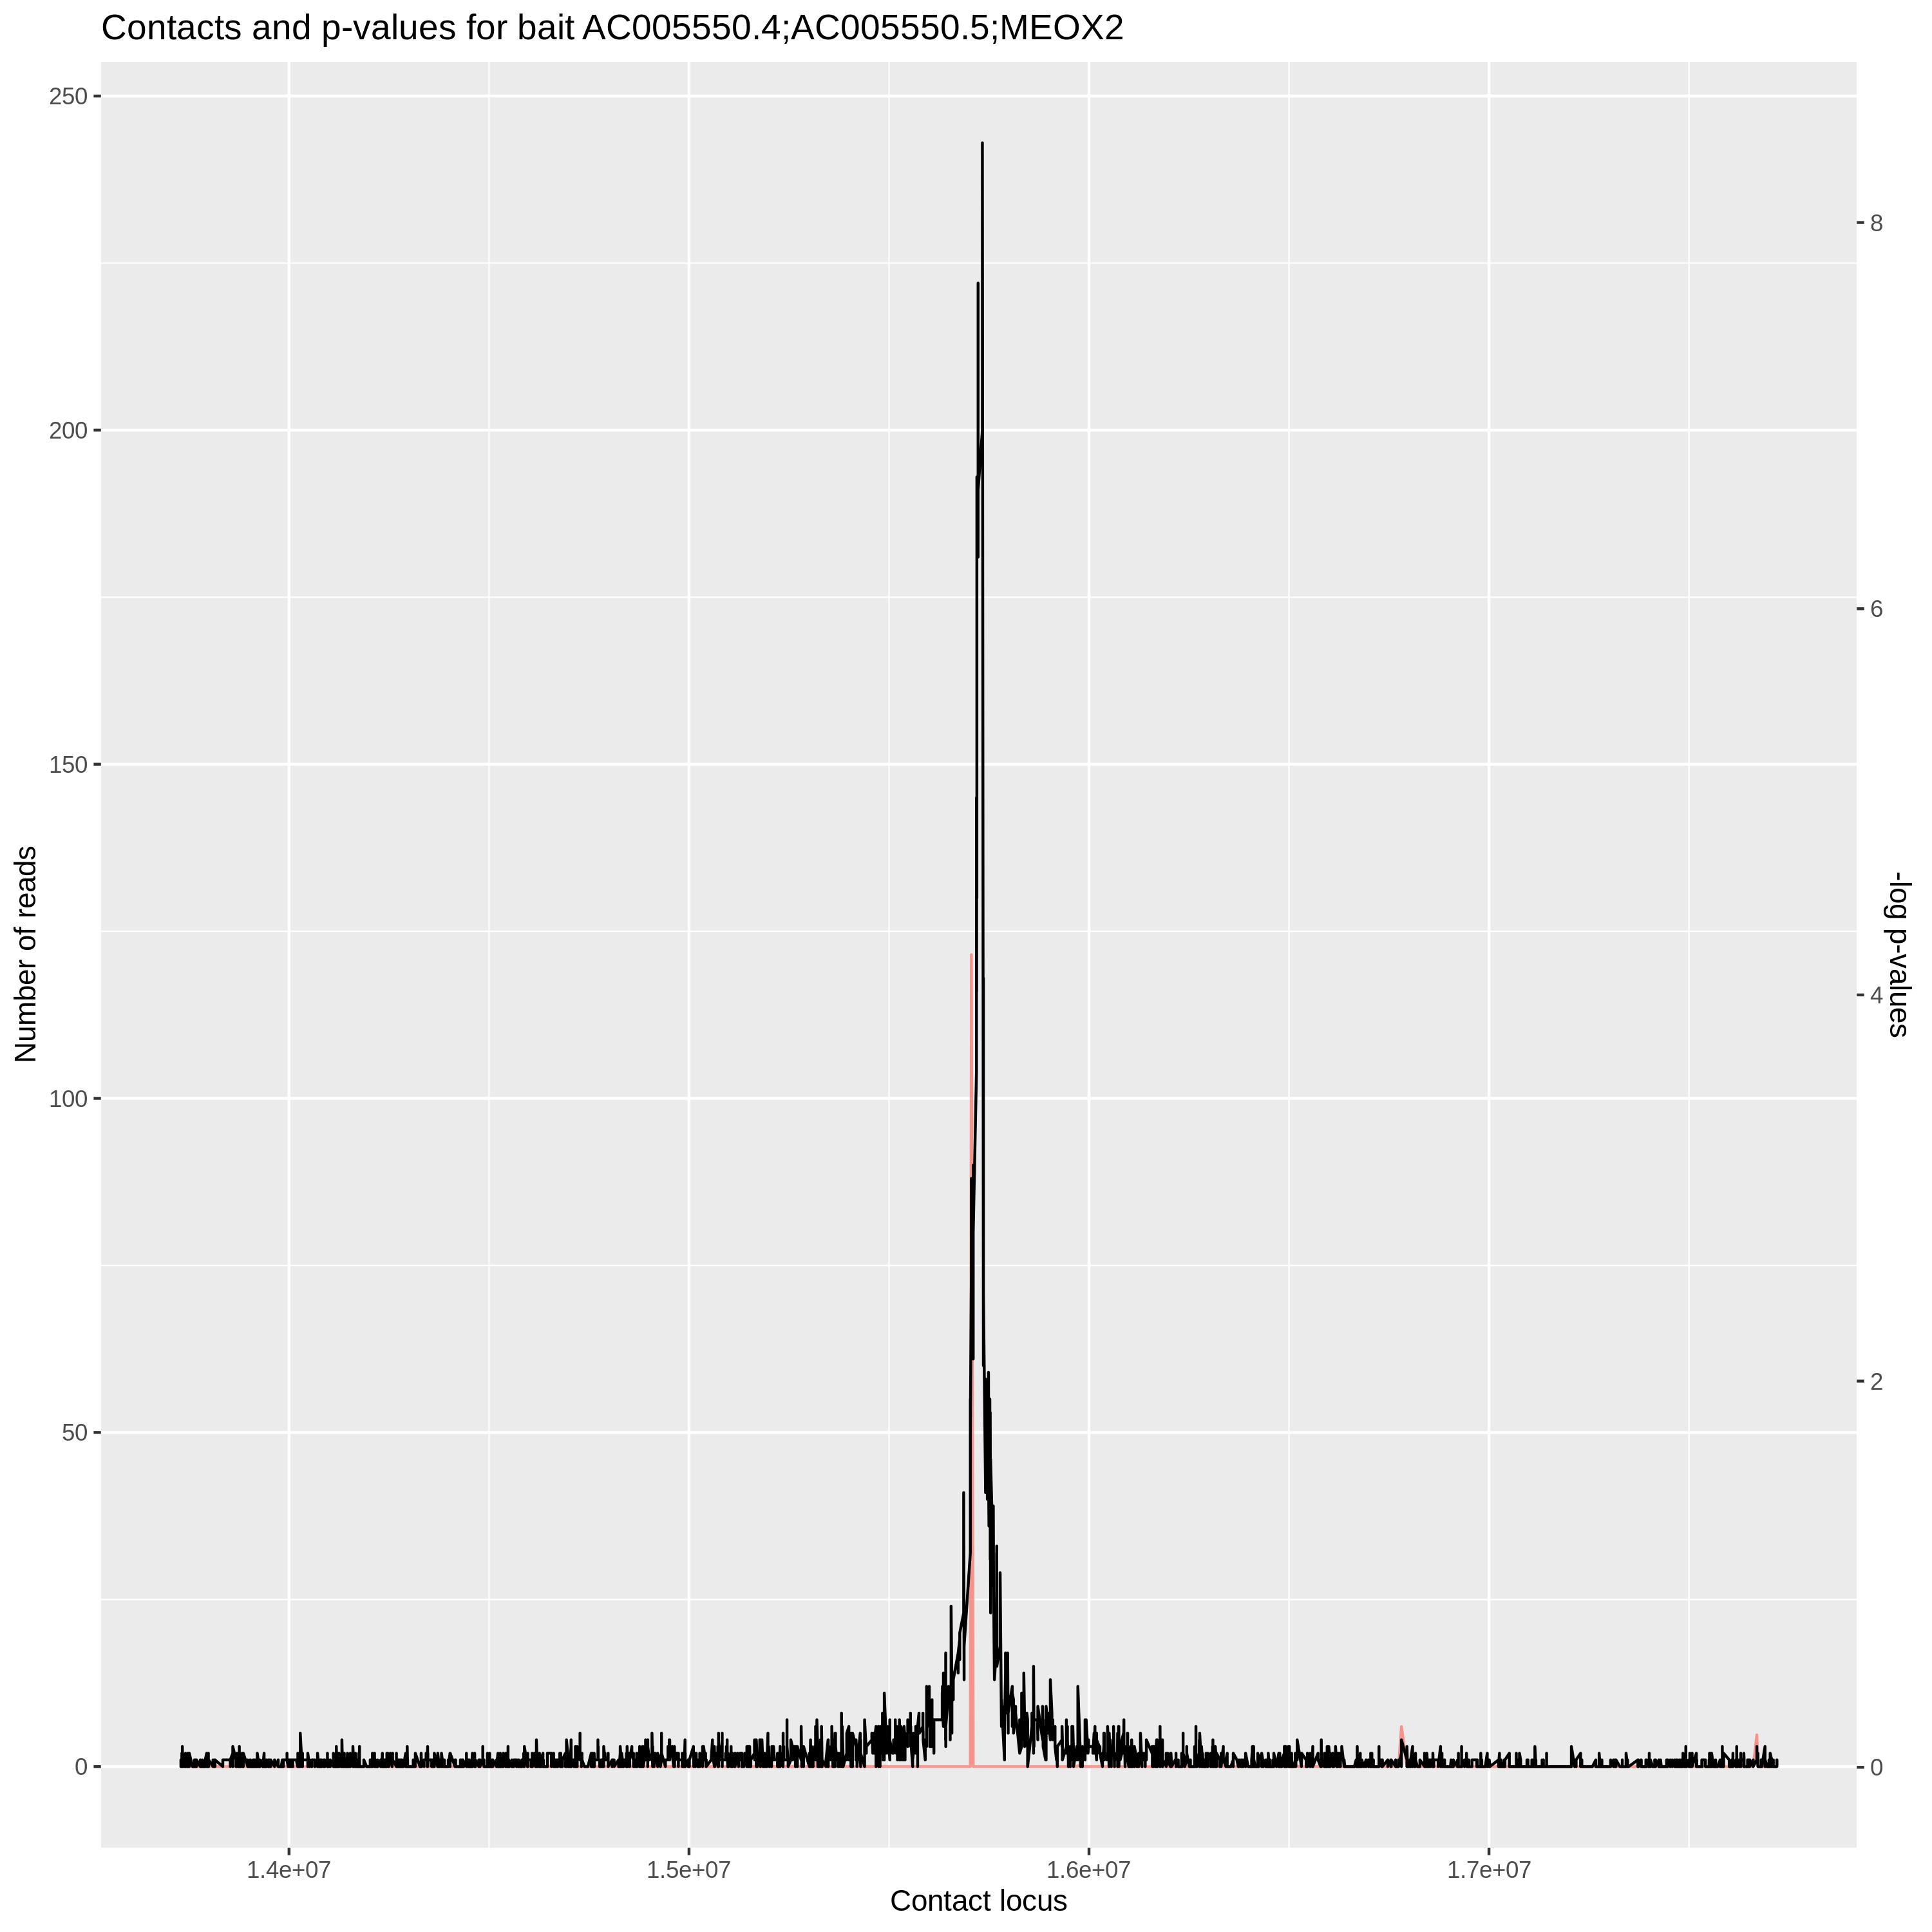 Contacts and p-values for bait AC005550.4;AC005550.5;MEOX2
250
200
150
100
50
0
Number of reads
8
6
4
2
0
-log p-values
1.4e+07 1.5e+07 1.6e+07 1.7e+07
Contact locus